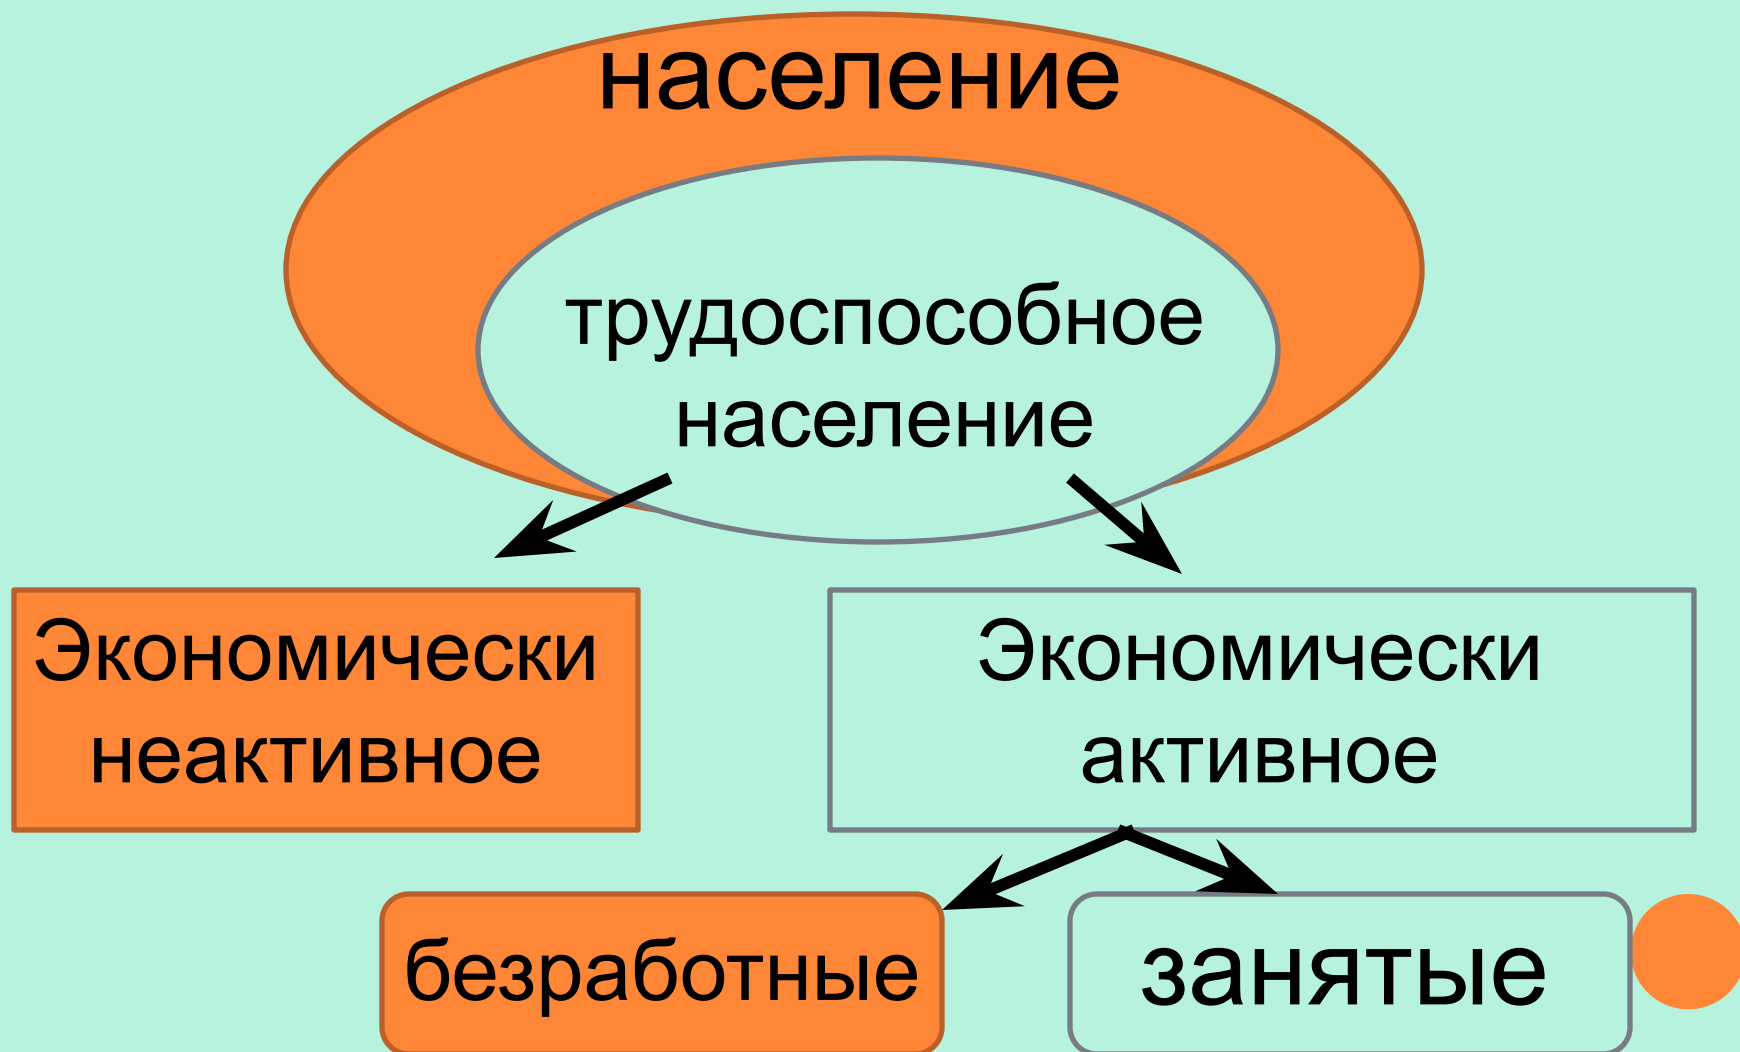 население
трудоспособное
население
Экономически
неактивное
Экономически
активное
безработные
занятые